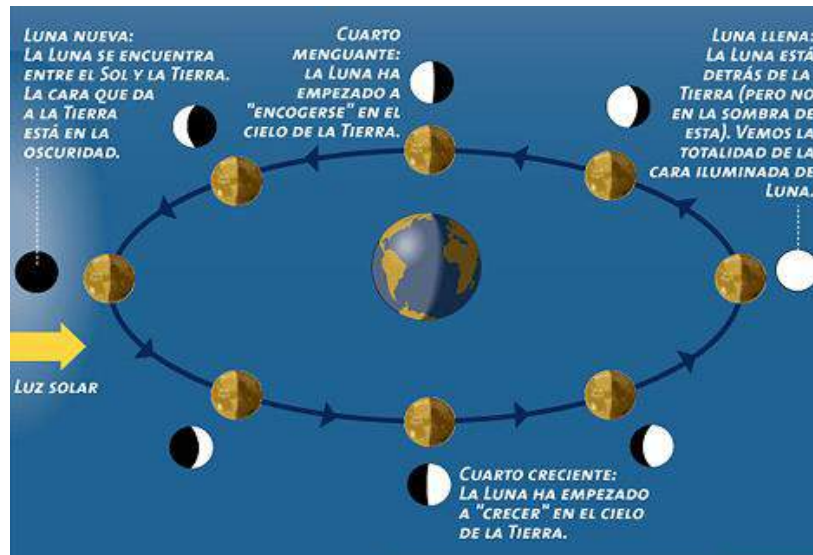 LUNA NUEVA:
LA LUNA SE ENCUENTRA
ENTRE EL SOL Y LA TIERRA.
LA CARA QUE DA
A LA TIERRA
ESTÁ EN LA
OSCURIDAD.
CUARTO
MENGUANTE:
LA LUNA HA
EMPEZADO A
"ENCOGERSE" EN EL
CIELO DE LA TIERRA.
LUNA LLENA:
LA LUNA ESTÁ
DETRÁS DE LA
TIERRA (PERO NO
EN LA SOMBRA DE
ESTA). VEMOS LA
TOTALIDAD DE LA
CARA ILUMINADA DE
LUNA.
LUZ SOLAR
CUARTO CRECIENTE:
LA LUNA HA EMPEZADO
A "CRECER" EN EL CIELO
DE LA TIERRA.